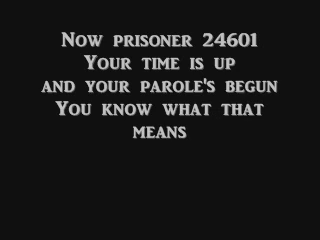 Now prisoner 24601
Your time is up
and your parole's begun
You know what that
means